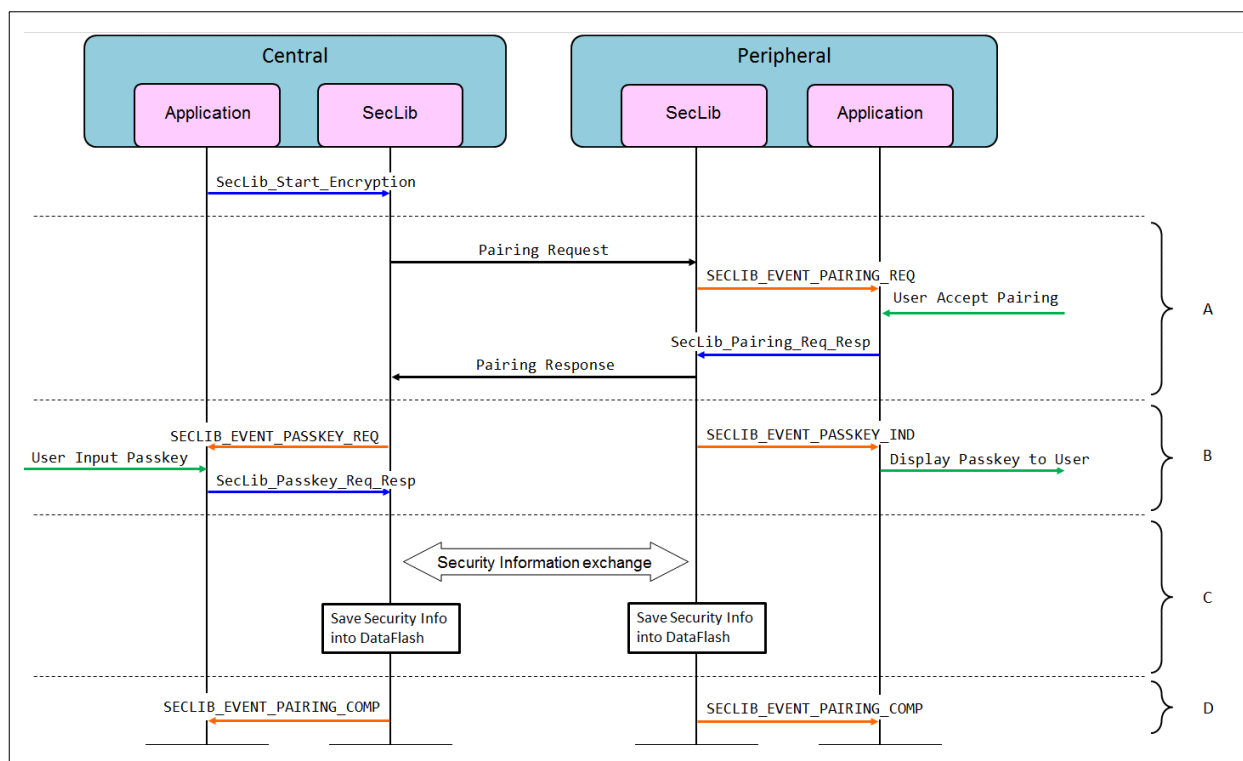 Central
Peripheral
Application
SecLib
SecLib
Application
SecLib_Start_Encryption
Pairing Request
SECLIB_EVENT_PAIRING_REQ
User Accept Pairing
A
SecLib_Pairing_Req_Resp
Pairing Response
SECLIB_EVENT_PASSKEY_REQ
SECLIB_EVENT_PASSKEY_IND
User Input Passkey
Display Passkey to User
B
SecLib_Passkey_Req_Resp
Security Information exchange
C
Save Security Info
into DataFlash
Save Security Info
into DataFlash
SECLIB_EVENT_PAIRING_COMP
SECLIB_EVENT_PAIRING_COMP
D